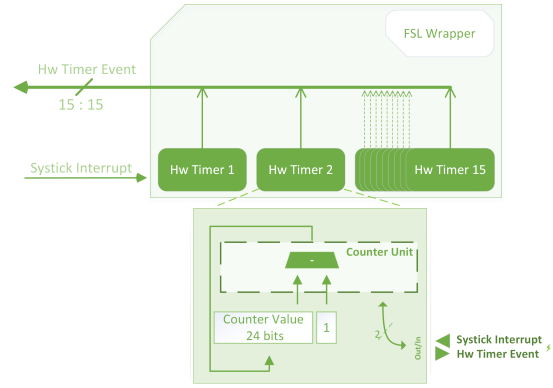 FSL Wrapper
Hw Timer Event
15 : 15
Systick Interrupt
Hw Timer 1
Hw Timer 2
Hw Timer 15
Counter Unit
-
Counter Value
24 bits
1
2
Out/In
Systick Interrupt
Hw Timer Event